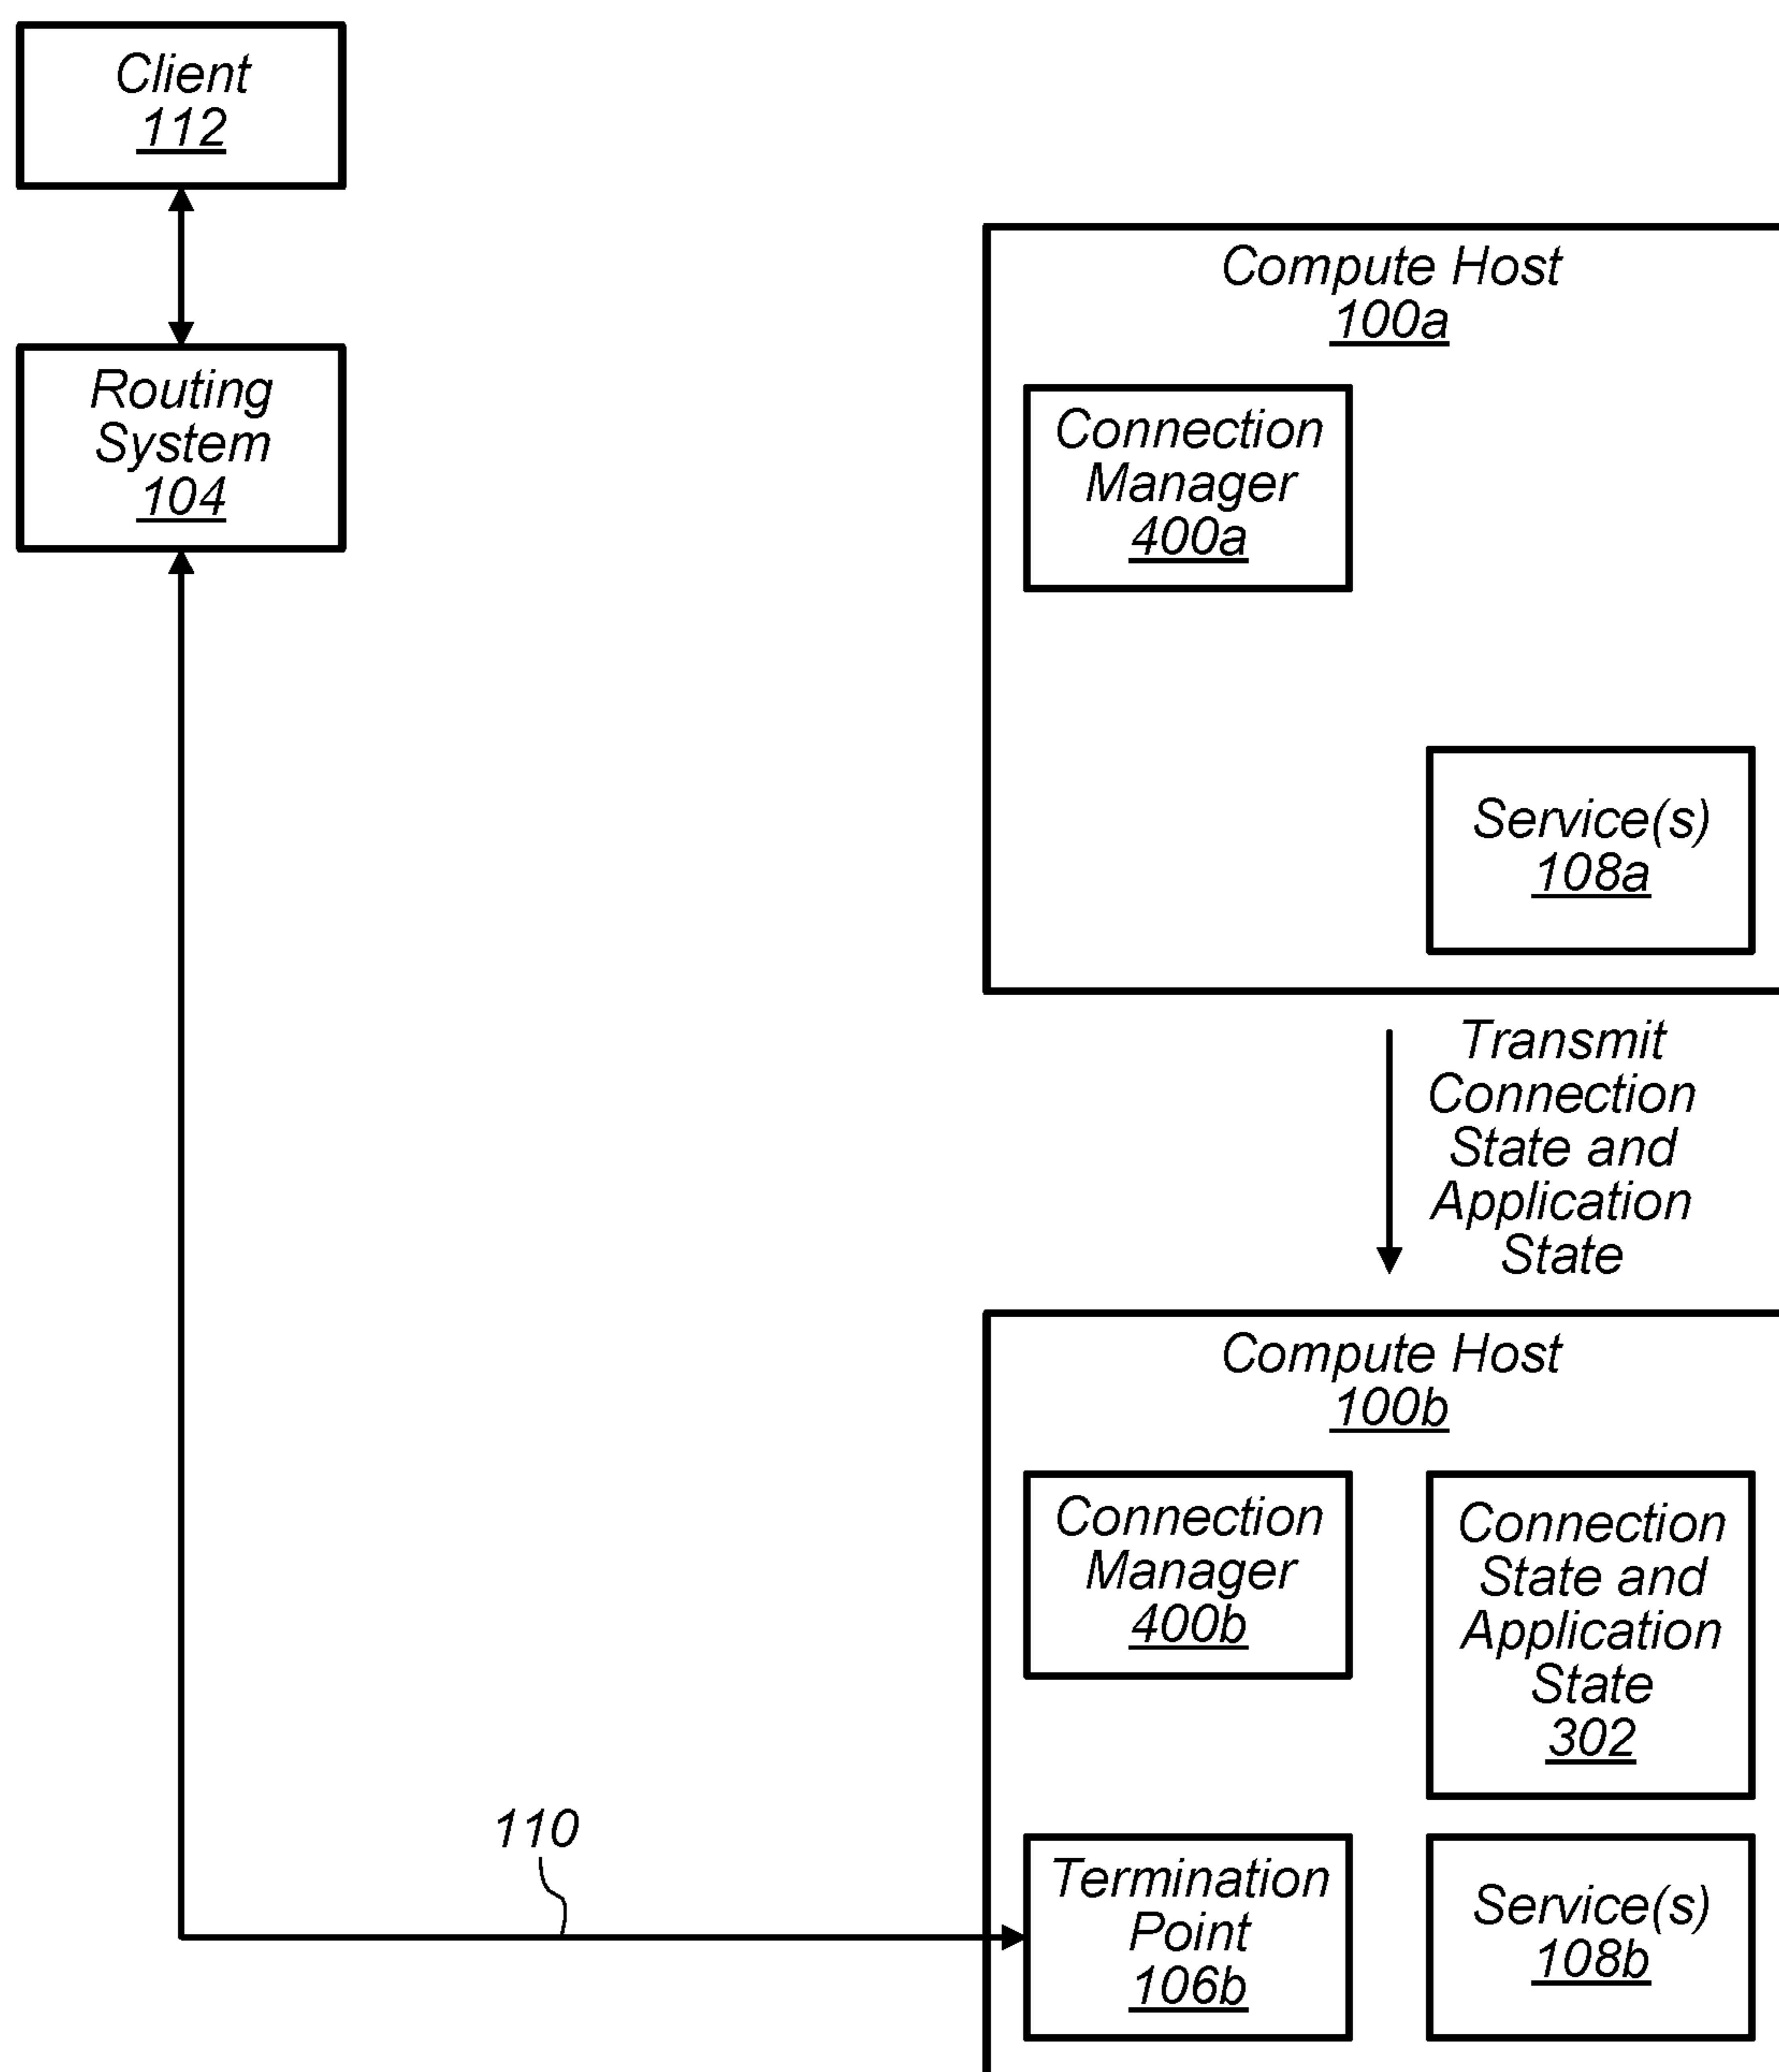 Client
112
Routing
System
104
Compute Host
100a
Connection
Manager
400a
Service(s)
108a
Transmit
Connection
State and
Application
State
Compute Host
100b
Connection
Manager
400b
Connection
State and
Application
State
302
110
Termination
Point
106b
Service(s)
108b